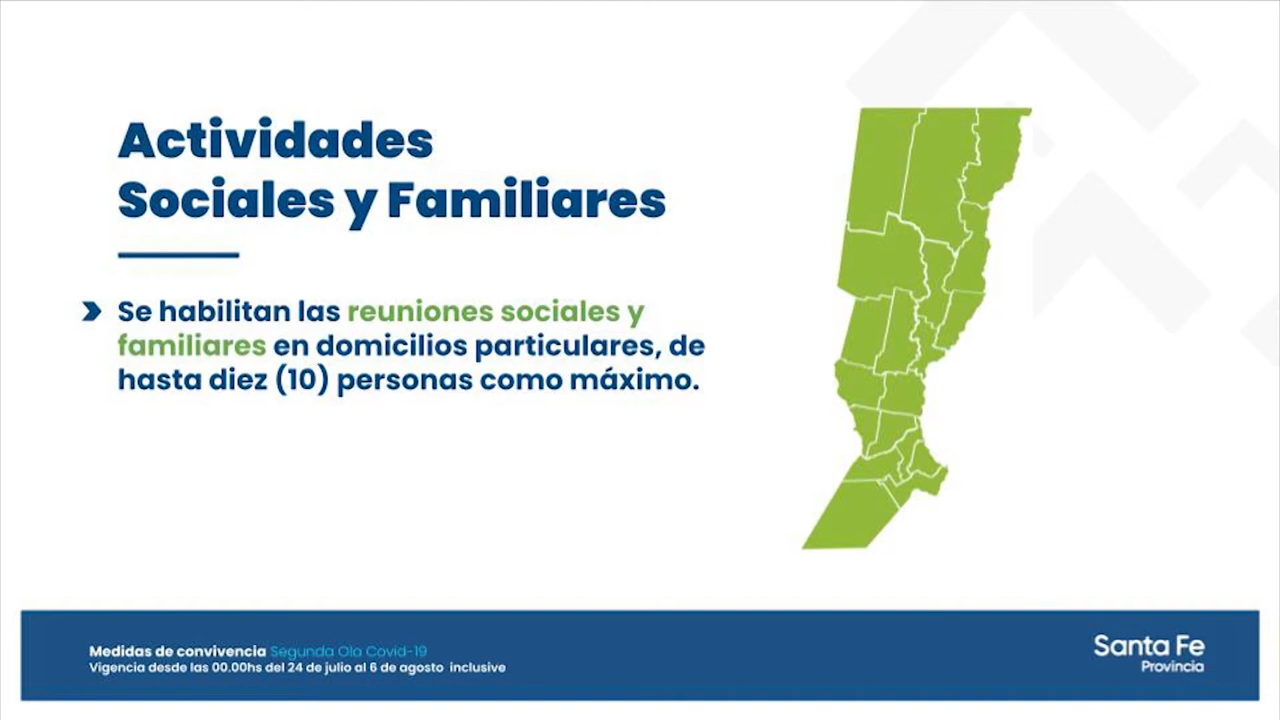 Actividades
Sociales y Familiares
Se habilitan las reuniones sociales y
familiares en domicilios particulares, de
hasta diez (10) personas como máximo.
Medidas de convivencia Segunda Ola Covid-19
Vigencia desde las 00.00hs del 24 de julio al 6 de agosto inclusive
Santa Fe
Provincia